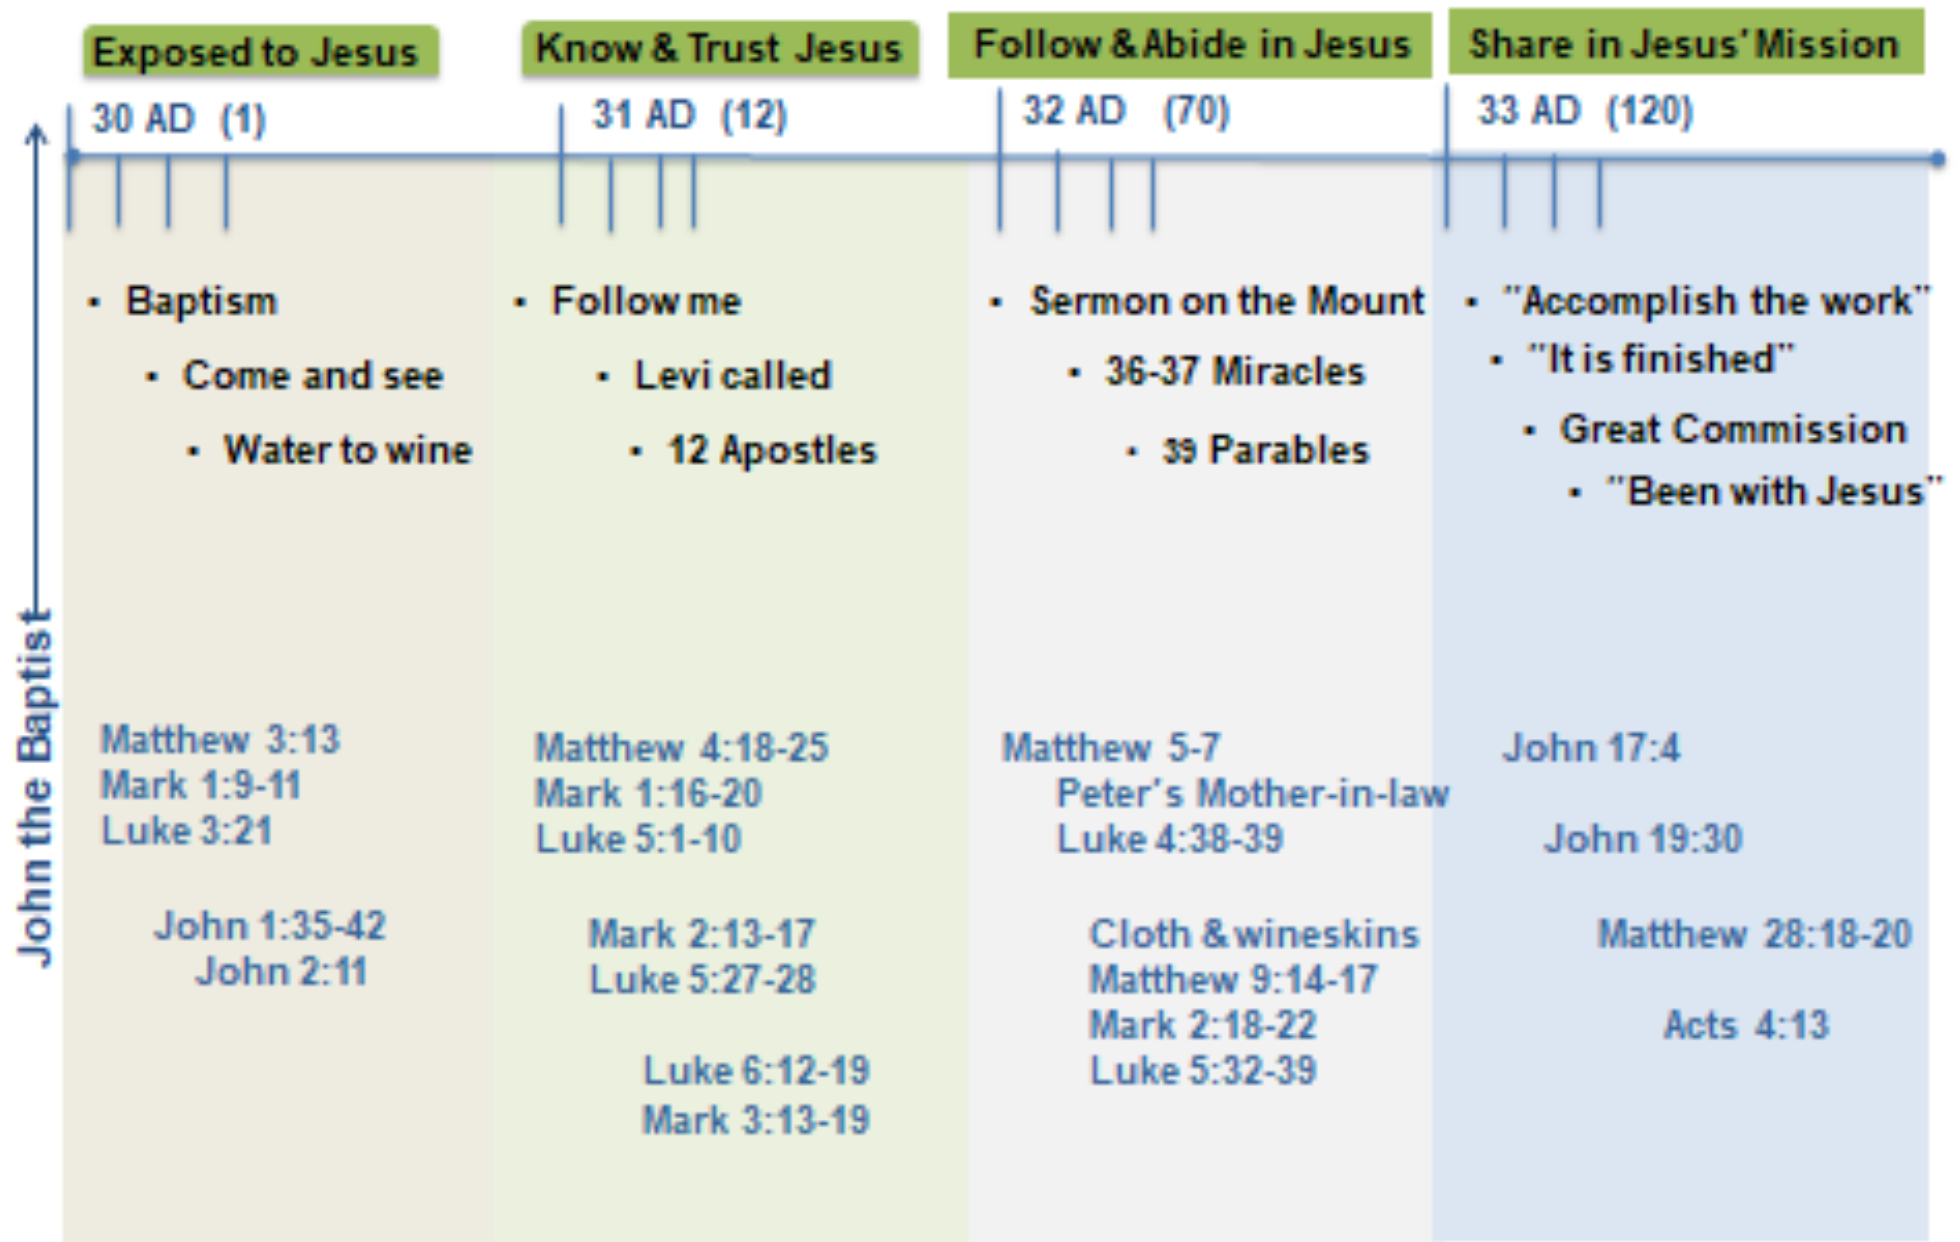 Exposed to Jesus
Know & Trust Jesus
Follow & Abide in Jesus
Share in Jesus' Mission
30 AD (1)
31 AD (12)
32 AD (70)
33 AD (120)
John the Baptist
▪ Baptism
▪ Come and see
▪ Water to wine
Matthew 3:13
Mark 1:9-11
Luke 3:21
John 1:35-42
John 2:11
▪ Follow me
▪ Levi called
▪ 12 Apostles
Matthew 4:18-25
Mark 1:16-20
Luke 5:1-10
Mark 2:13-17
Luke 5:27-28
Luke 6:12-19
Mark 3:13-19
▪ Sermon on the Mount
▪ 36-37 Miracles
▪ 39 Parables
Matthew 5-7
Peter's Mother-in-law
Luke 4:38-39
Cloth & wineskins
Matthew 9:14-17
Mark 2:18-22
Luke 5:32-39
▪ "Accomplish the work"
▪ "It is finished"
▪ Great Commission
▪ "Been with Jesus"
John 17:4
John 19:30
Matthew 28:18-20
Acts 4:13